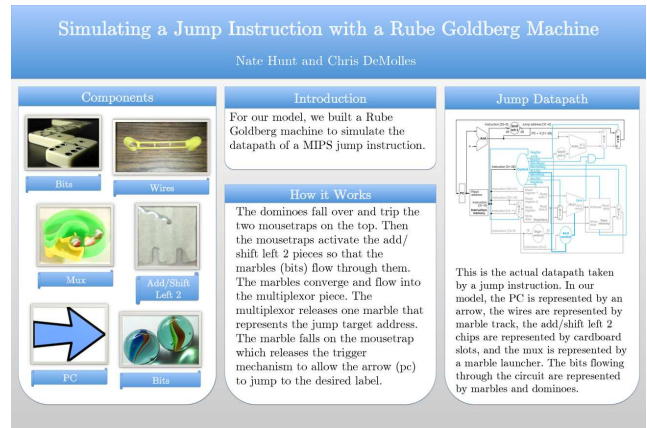 Simulating a Jump Instruction with a Rube Goldberg Machine
Nate Hunt and Chris DeMolles
Components
Bits
Wires
Mux
Add/Shift
Left 2
PC
Bits
Introduction
For our model, we built a Rube
Goldberg machine to simulate the
datapath of a MIPS jump instruction.
How it Works
The dominoes fall over and trip the
two mousetraps on the top. Then
the mousetraps activate the add/
shift left 2 pieces so that the
marbles (bits) flow through them.
The marbles converge and flow into
the multiplexor piece. The
multiplexor releases one marble that
represents the jump target address.
The marble falls on the mousetrap
which releases the trigger
mechanism to allow the arrow (pc)
to jump to the desired label.
Jump Datapath
This is the actual datapath taken
by a jump instruction. In our
model, the PC is represented by an
arrow, the wires are represented by
marble track, the add/shift left 2
chips are represented by cardboard
slots, and the mux is represented by
a marble launcher. The bits flowing
through the circuit are represented
by marbles and dominoes.